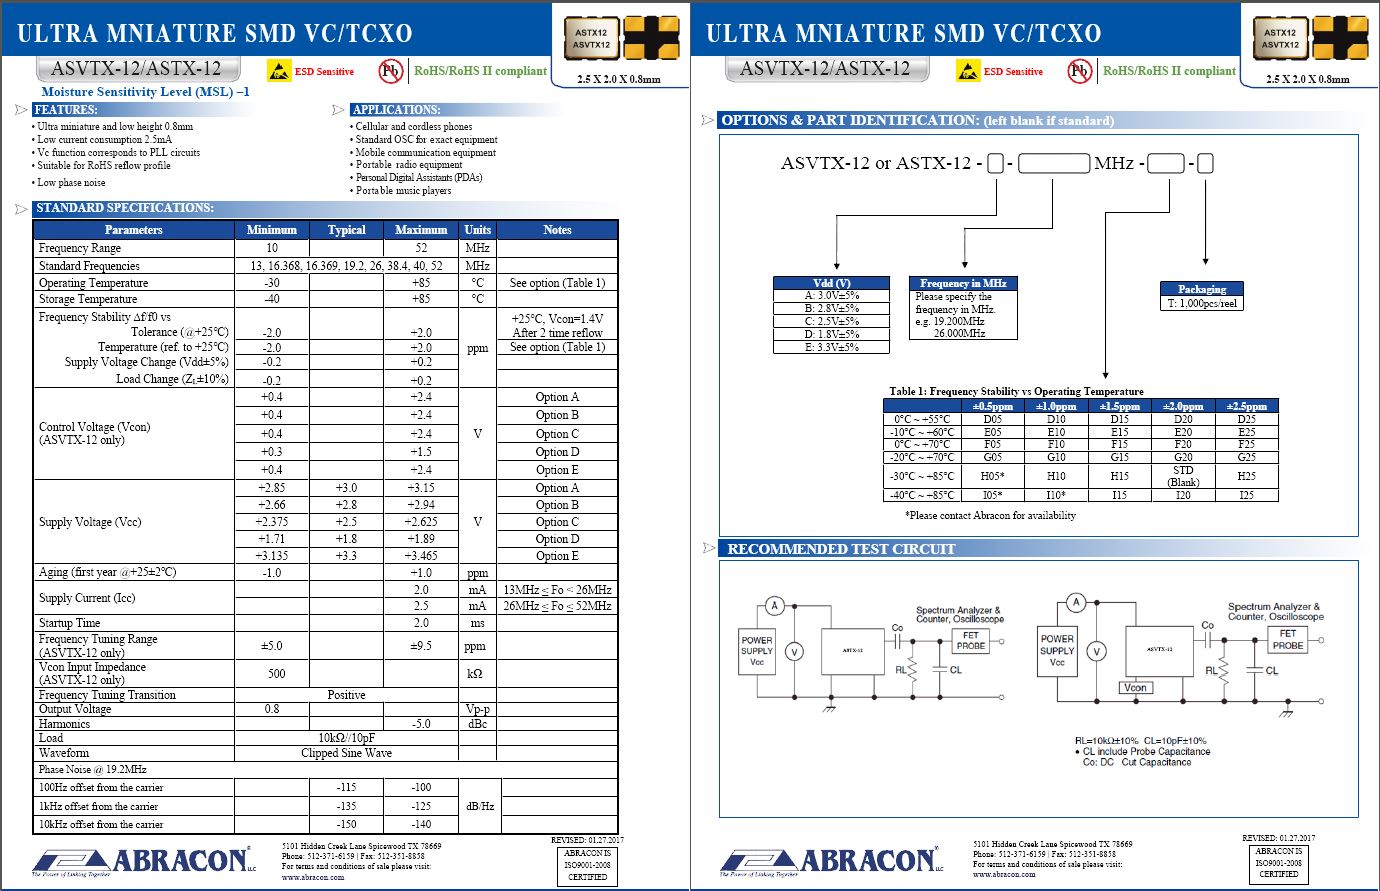 ULTRA MNIATURE SMD VC/TCXO
ASTX12
ASVTX12
ASVTX-12/ASTX-12
ESD Sensitive
Pb
RoHS/RoHS II compliant
2.5 X 2.0 X 0.8mm
Moisture Sensitivity Level (MSL) –1
FEATURES:
• Ultra miniature and low height 0.8mm
• Low current consumption 2.5mA
• Vc function corresponds to PLL circuits
• Suitable for RoHS reflow profile
• Low phase noise
APPLICATIONS:
• Cellular and cordless phones
• Standard OSC for exact equipment
• Mobile communication equipment
• Portable radio equipment
• Personal Digital Assistants (PDAs)
• Portable music players
STANDARD SPECIFICATIONS:
Parameters Minimum Typical Maximum Units Notes
Frequency Range 10 52 MHz
Standard Frequencies 13, 16.368, 16.369, 19.2, 26, 38.4, 40, 52 MHz
Operating Temperature -30 +85 °C See option (Table 1)
Storage Temperature -40 +85 °C
Frequency Stability Δf/f0 vs
Tolerance (@+25°C) -2.0 +2.0 ppm +25°C, Vcon=1.4V After 2 time reflow
Temperature (ref. to +25°C) -2.0 +2.0 See option (Table 1)
Supply Voltage Change (Vdd±5%) -0.2 +0.2
Load Change (ZL±10%) -0.2 +0.2
Control Voltage (Vcon) (ASVTX-12 only) V
+0.4 +2.4 Option A
+0.4 +2.4 Option B
+0.4 +2.4 Option C
+0.3 +1.5 Option D
+0.4 +2.4 Option E
Supply Voltage (Vcc) V
+2.85 +3.0 +3.15 Option A
+2.66 +2.8 +2.94 Option B
+2.375 +2.5 +2.625 Option C
+1.71 +1.8 +1.89 Option D
+3.135 +3.3 +3.465 Option E
Aging (first year @+25±2°C) -1.0 +1.0 ppm
Supply Current (Icc) 2.0 mA 13MHz ≤ Fo < 26MHz
2.5 mA 26MHz ≤ Fo ≤ 52MHz
Startup Time 2.0 ms
Frequency Tuning Range (ASVTX-12 only) ±5.0 ±9.5 ppm
Vcon Input Impedance (ASVTX-12 only) 500 kΩ
Frequency Tuning Transition Positive
Output Voltage 0.8 Vp-p
Harmonics -5.0 dBc
Load 10kΩ//10pF
Waveform Clipped Sine Wave
Phase Noise @ 19.2MHz
100Hz offset from the carrier -115 -100
1kHz offset from the carrier -135 -125 dB/Hz
10kHz offset from the carrier -150 -140
ABRACON® LLC
The Power of Linking Together
5101 Hidden Creek Lane Spicewood TX 78669
Phone: 512-371-6159 | Fax: 512-351-8858
For terms and conditions of sale please visit:
www.abracon.com
REVISED: 01.27.2017
ABRACON IS
ISO9001-2008
CERTIFIED
ULTRA MNIATURE SMD VC/TCXO
ASTX12
ASVTX12
ASVTX-12/ASTX-12
ESD Sensitive
Pb
RoHS/RoHS II compliant
2.5 X 2.0 X 0.8mm
OPTIONS & PART IDENTIFICATION: (left blank if standard)
ASVTX-12 or ASTX-12 - - MHz - -
Vdd (V)
A: 3.0V±5%
B: 2.8V±5%
C: 2.5V±5%
D: 1.8V±5%
E: 3.3V±5%
Frequency in MHz
Please specify the
frequency in MHz.
e.g. 19.200MHz
26.000MHz
Packaging
T: 1,000pcs/reel
Table 1: Frequency Stability vs Operating Temperature
±0.5ppm ±1.0ppm ±1.5ppm ±2.0ppm ±2.5ppm
0°C ~ +55°C D05 D10 D15 D20 D25
-10°C ~ +60°C E05 E10 E15 E20 E25
0°C ~ +70°C F05 F10 F15 F20 F25
-20°C ~ +70°C G05 G10 G15 G20 G25
-30°C ~ +85°C H05* H10 H15 STD (Blank) H25
-40°C ~ +85°C I05* I10* I15 I20 I25
*Please contact Abracon for availability
RECOMMENDED TEST CIRCUIT
A
POWER
SUPPLY
Vcc
V
ASTX-12
Co
Spectrum Analyzer &
Counter, Oscilloscope
FET
PROBE
RL
CL
A
POWER
SUPPLY
Vcc
V
ASVTX-12
Vcon
Co
Spectrum Analyzer &
Counter, Oscilloscope
FET
PROBE
RL
CL
RL=10kΩ±10% CL=10pF±10%
• CL include Probe Capacitance
Co: DC Cut Capacitance
ABRACON® LLC
The Power of Linking Together
5101 Hidden Creek Lane Spicewood TX 78669
Phone: 512-371-6159 | Fax: 512-351-8858
For terms and conditions of sale please visit:
www.abracon.com
REVISED: 01.27.2017
ABRACON IS
ISO9001-2008
CERTIFIED